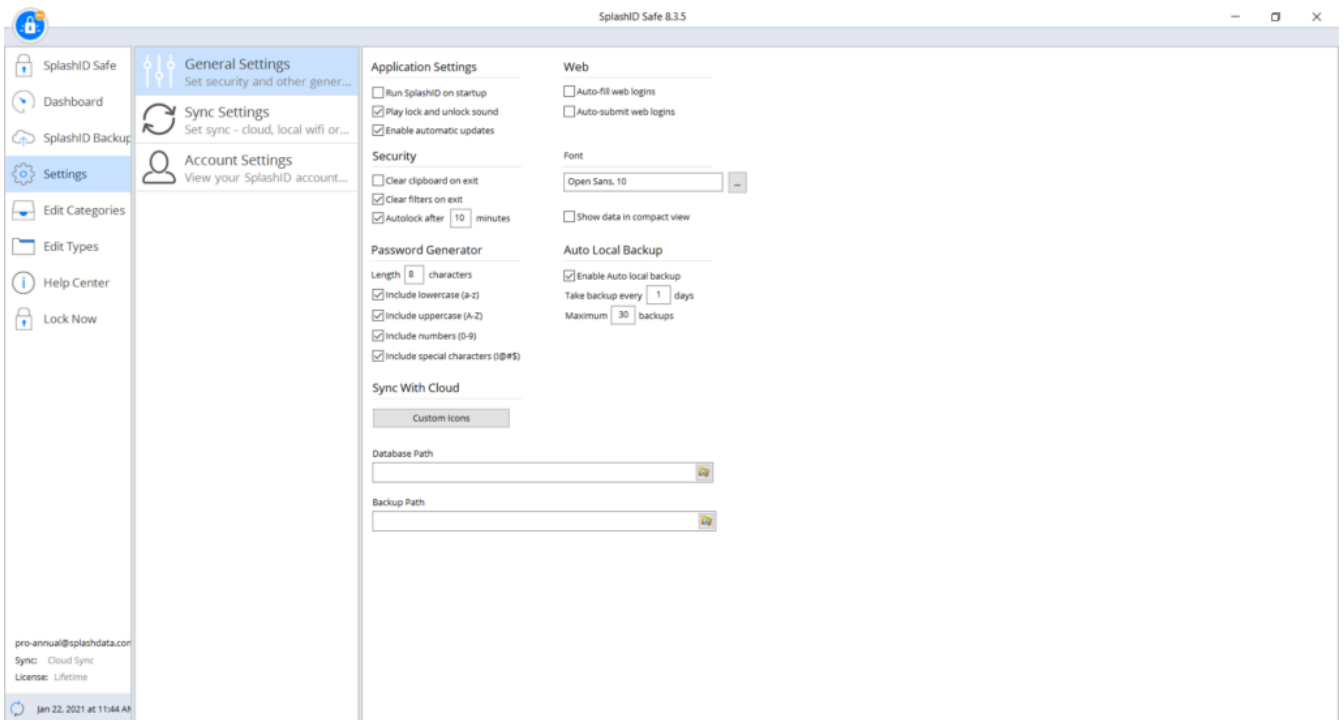 SplashID Safe 8.3.5
SplashID Safe
Dashboard
SplashID Backup
Settings
Edit Categories
Edit Types
Help Center
Lock Now
pro-annual@splashdata.com
Sync: Cloud Sync
License: Lifetime
Jan 22, 2021 at 11:44 AM
General Settings
Set security and other gener...
Sync Settings
Set sync - cloud, local wifi or...
Account Settings
View your SplashID account...
Application Settings
Run SplashID on startup
Play lock and unlock sound
Enable automatic updates
Security
Clear clipboard on exit
Clear filters on exit
Autolock after 10 minutes
Password Generator
Length 8 characters
Include lowercase (a-z)
Include uppercase (A-Z)
Include numbers (0-9)
Include special characters (!@#$)
Sync With Cloud
Custom Icons
Database Path
Backup Path
Web
Auto-fill web logins
Auto-submit web logins
Font
Open Sans, 10
...
Show data in compact view
Auto Local Backup
Enable Auto local backup
Take backup every 1 days
Maximum 30 backups